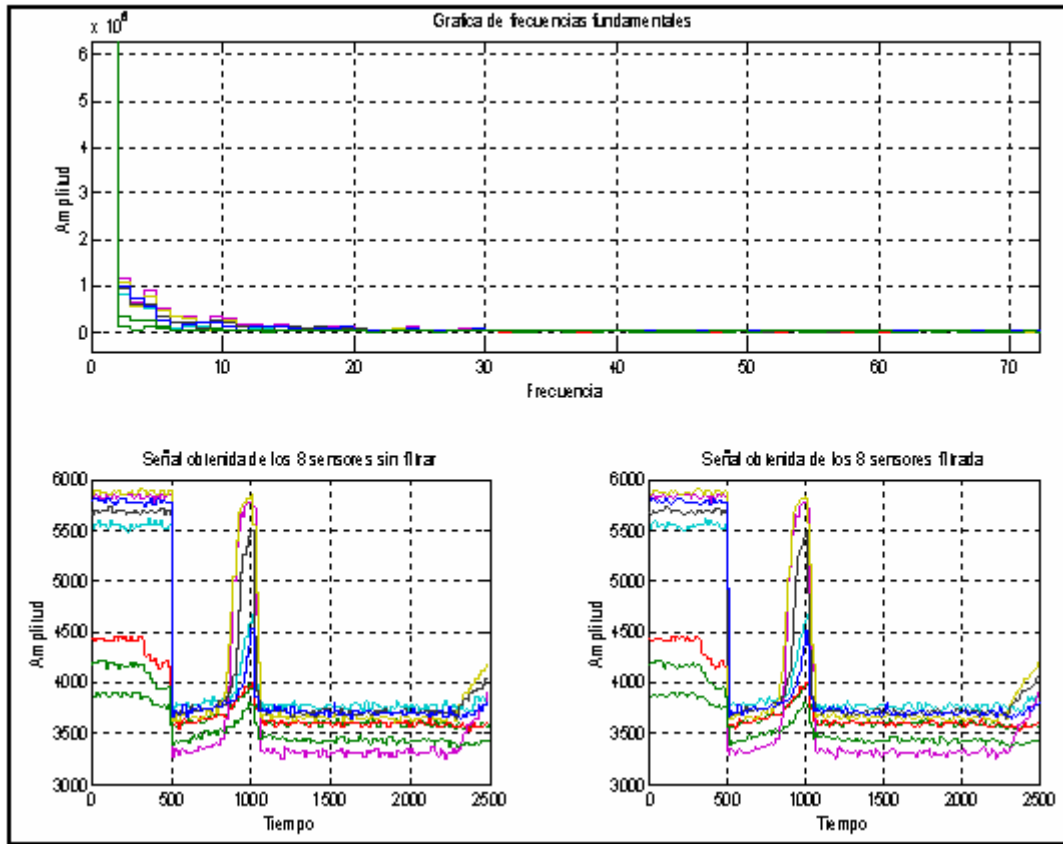 Grafica de frecuencias fundamentales
x 10⁶
6
5
4
3
2
1
0
Amplitud
0 10 20 30 40 50 60 70
Frecuencia
Señal obtenida de los 8 sensores sin filtrar
6000
5500
5000
4500
4000
3500
3000
Amplitud
0 500 1000 1500 2000 2500
Tiempo
Señal obtenida de los 8 sensores filtrada
6000
5500
5000
4500
4000
3500
3000
Amplitud
0 500 1000 1500 2000 2500
Tiempo